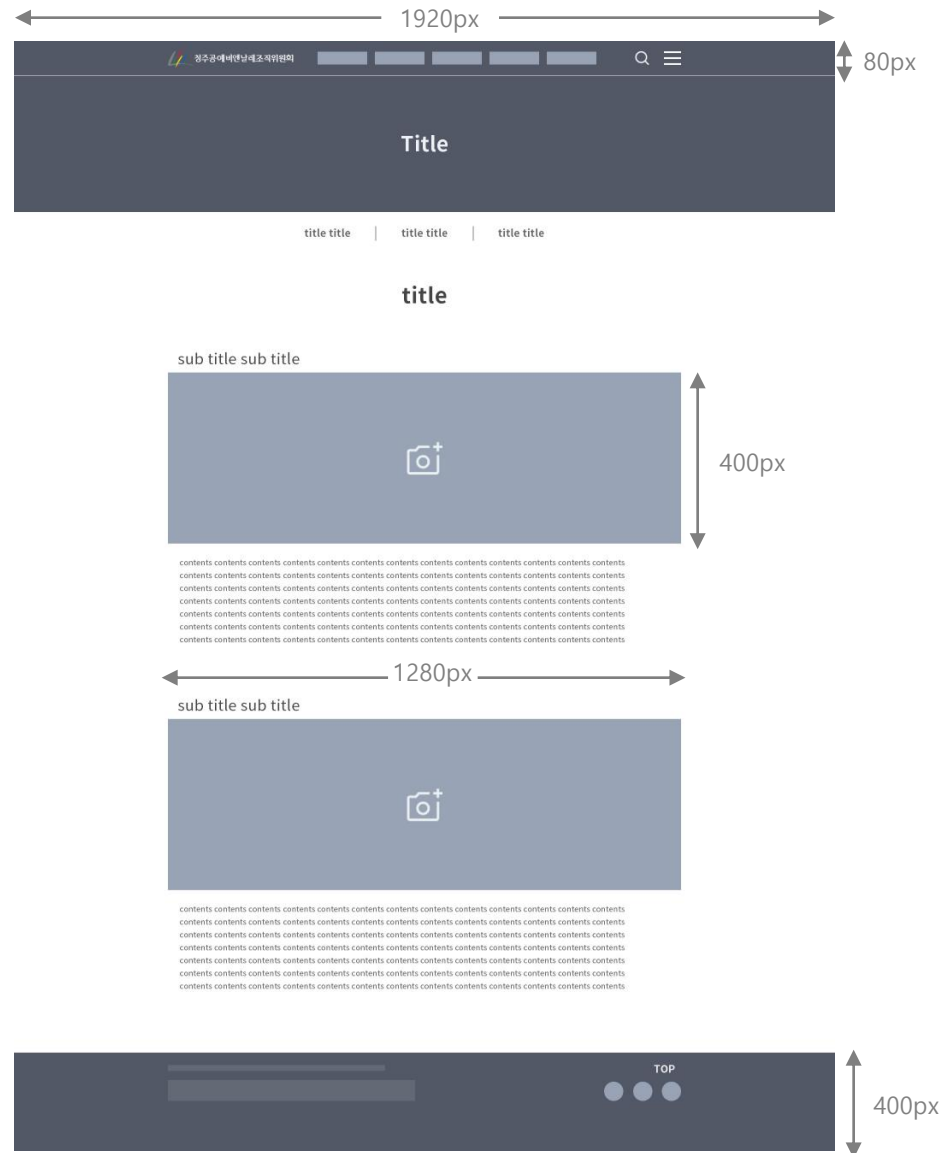 1920px
청주공예비엔날레조직위원회
80px
Title
title title | title title | title title
title
sub title sub title
400px
contents contents contents contents contents contents contents contents contents contents contents contents contents
contents contents contents contents contents contents contents contents contents contents contents contents contents
contents contents contents contents contents contents contents contents contents contents contents contents contents
contents contents contents contents contents contents contents contents contents contents contents contents contents
contents contents contents contents contents contents contents contents contents contents contents contents contents
contents contents contents contents contents contents contents contents contents contents contents contents contents
contents contents contents contents contents contents contents contents contents contents contents contents contents
1280px
sub title sub title
contents contents contents contents contents contents contents contents contents contents contents contents contents
contents contents contents contents contents contents contents contents contents contents contents contents contents
contents contents contents contents contents contents contents contents contents contents contents contents contents
contents contents contents contents contents contents contents contents contents contents contents contents contents
contents contents contents contents contents contents contents contents contents contents contents contents contents
contents contents contents contents contents contents contents contents contents contents contents contents contents
contents contents contents contents contents contents contents contents contents contents contents contents contents
TOP
400px